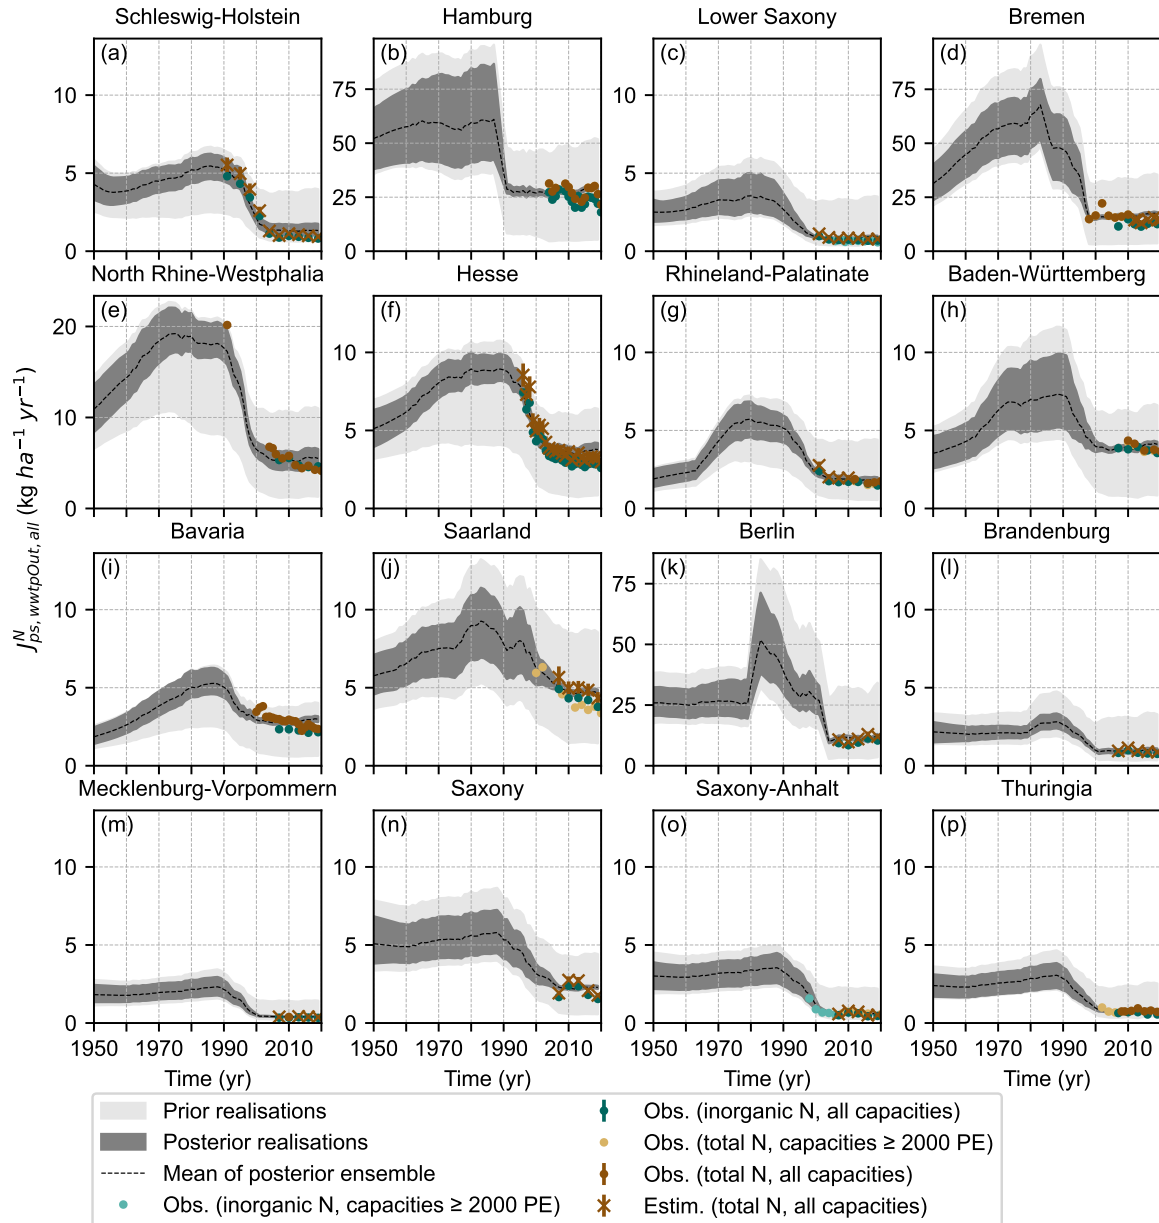 Schleswig-Holstein Hamburg Lower Saxony Bremen
(a) (b) (c) (d)
10 5 0
75 50 25 0
10 5 0
75 50 25 0
North Rhine-Westphalia Hesse Rhineland-Palatinate Baden-Württemberg
(e) (f) (g) (h)
20 10 0
10 5 0
10 5 0
10 5 0
J^N_ps,wwtpOut,all (kg ha⁻¹ yr⁻¹)
Bavaria Saarland Berlin Brandenburg
(i) (j) (k) (l)
10 5 0
10 5 0
75 50 25 0
10 5 0
Mecklenburg-Vorpommern Saxony Saxony-Anhalt Thuringia
(m) (n) (o) (p)
10 5 0
10 5 0
10 5 0
10 5 0
1950 1970 1990 2010 1950 1970 1990 2010 1950 1970 1990 2010 1950 1970 1990 2010
Time (yr) Time (yr) Time (yr) Time (yr)
Prior realisations
Posterior realisations
Mean of posterior ensemble
Obs. (inorganic N, capacities ≥ 2000 PE)
Obs. (inorganic N, all capacities)
Obs. (total N, capacities ≥ 2000 PE)
Obs. (total N, all capacities)
Estim. (total N, all capacities)